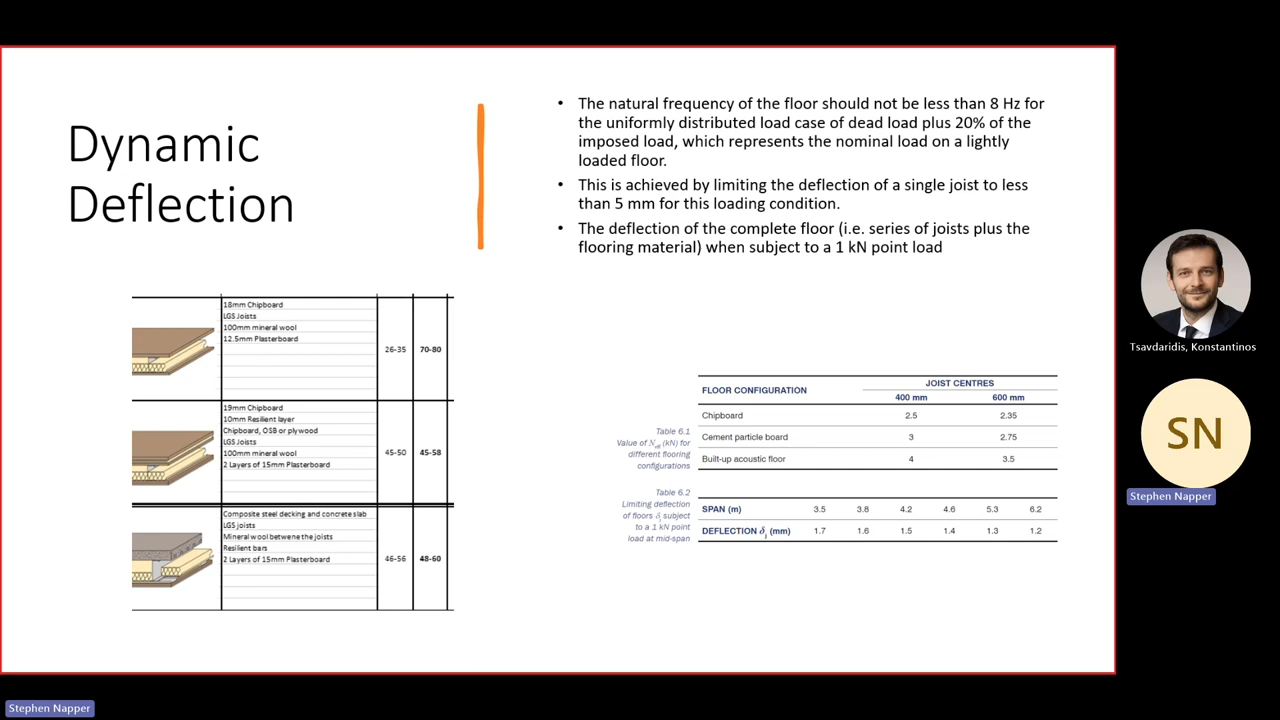 Dynamic
Deflection
• The natural frequency of the floor should not be less than 8 Hz for
the uniformly distributed load case of dead load plus 20% of the
imposed load, which represents the nominal load on a lightly
loaded floor.
• This is achieved by limiting the deflection of a single joist to less
than 5 mm for this loading condition.
• The deflection of the complete floor (i.e. series of joists plus the
flooring material) when subject to a 1 kN point load
18mm Chipboard
LGS Joists
100mm mineral wool
12.5mm Plasterboard
26-35 70-80
19mm Chipboard
10mm Resilient layer
Chipboard, OSB or plywood
LGS Joists
100mm mineral wool
2 Layers of 15mm Plasterboard
45-50 45-58
Composite steel decking and concrete slab
LGS joists
Mineral wool betwene the joists
Resilient bars
2 Layers of 15mm Plasterboard
46-56 48-60
Table 6.1
Value of Neff (kN) for
different flooring
configurations
FLOOR CONFIGURATION JOIST CENTRES
400 mm 600 mm
Chipboard 2.5 2.35
Cement particle board 3 2.75
Built-up acoustic floor 4 3.5
Table 6.2
Limiting deflection
of floors δj subject
to a 1 kN point
load at mid-span
SPAN (m) 3.5 3.8 4.2 4.6 5.3 6.2
DEFLECTION δj (mm) 1.7 1.6 1.5 1.4 1.3 1.2
Tsavdaridis, Konstantinos
SN
Stephen Napper
Stephen Napper